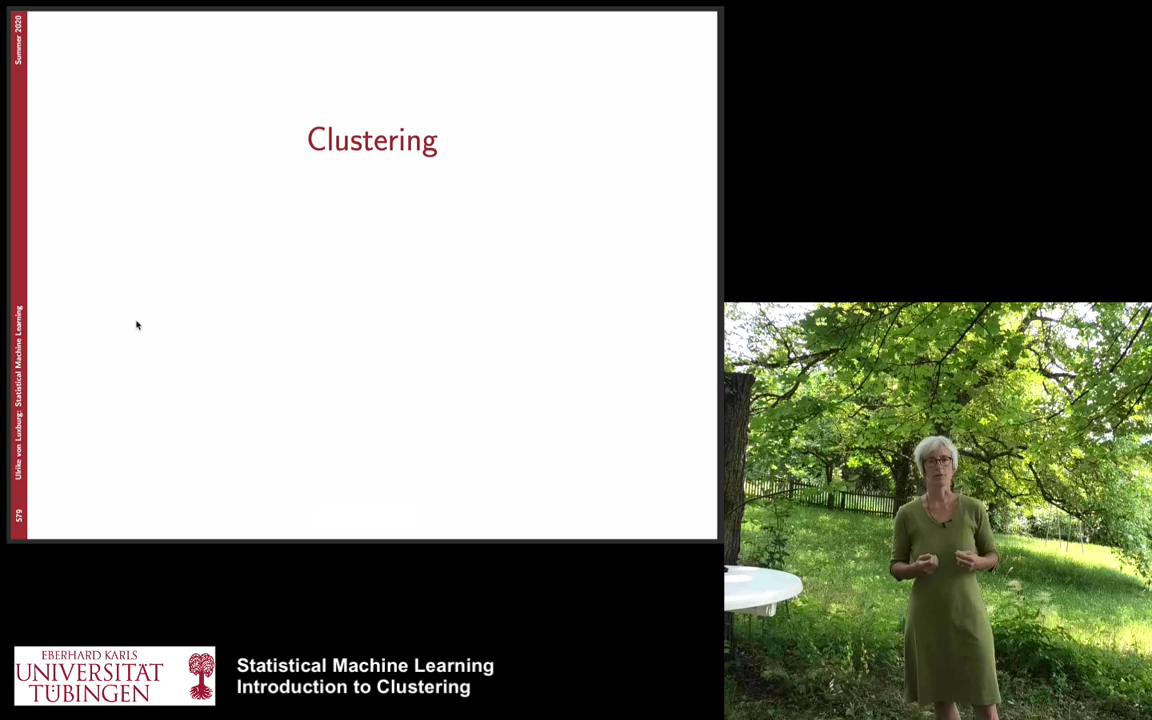 Summer 2020
Clustering
Ulrike von Luxburg: Statistical Machine Learning
579
EBERHARD KARLS
UNIVERSITÄT
TÜBINGEN
Statistical Machine Learning
Introduction to Clustering